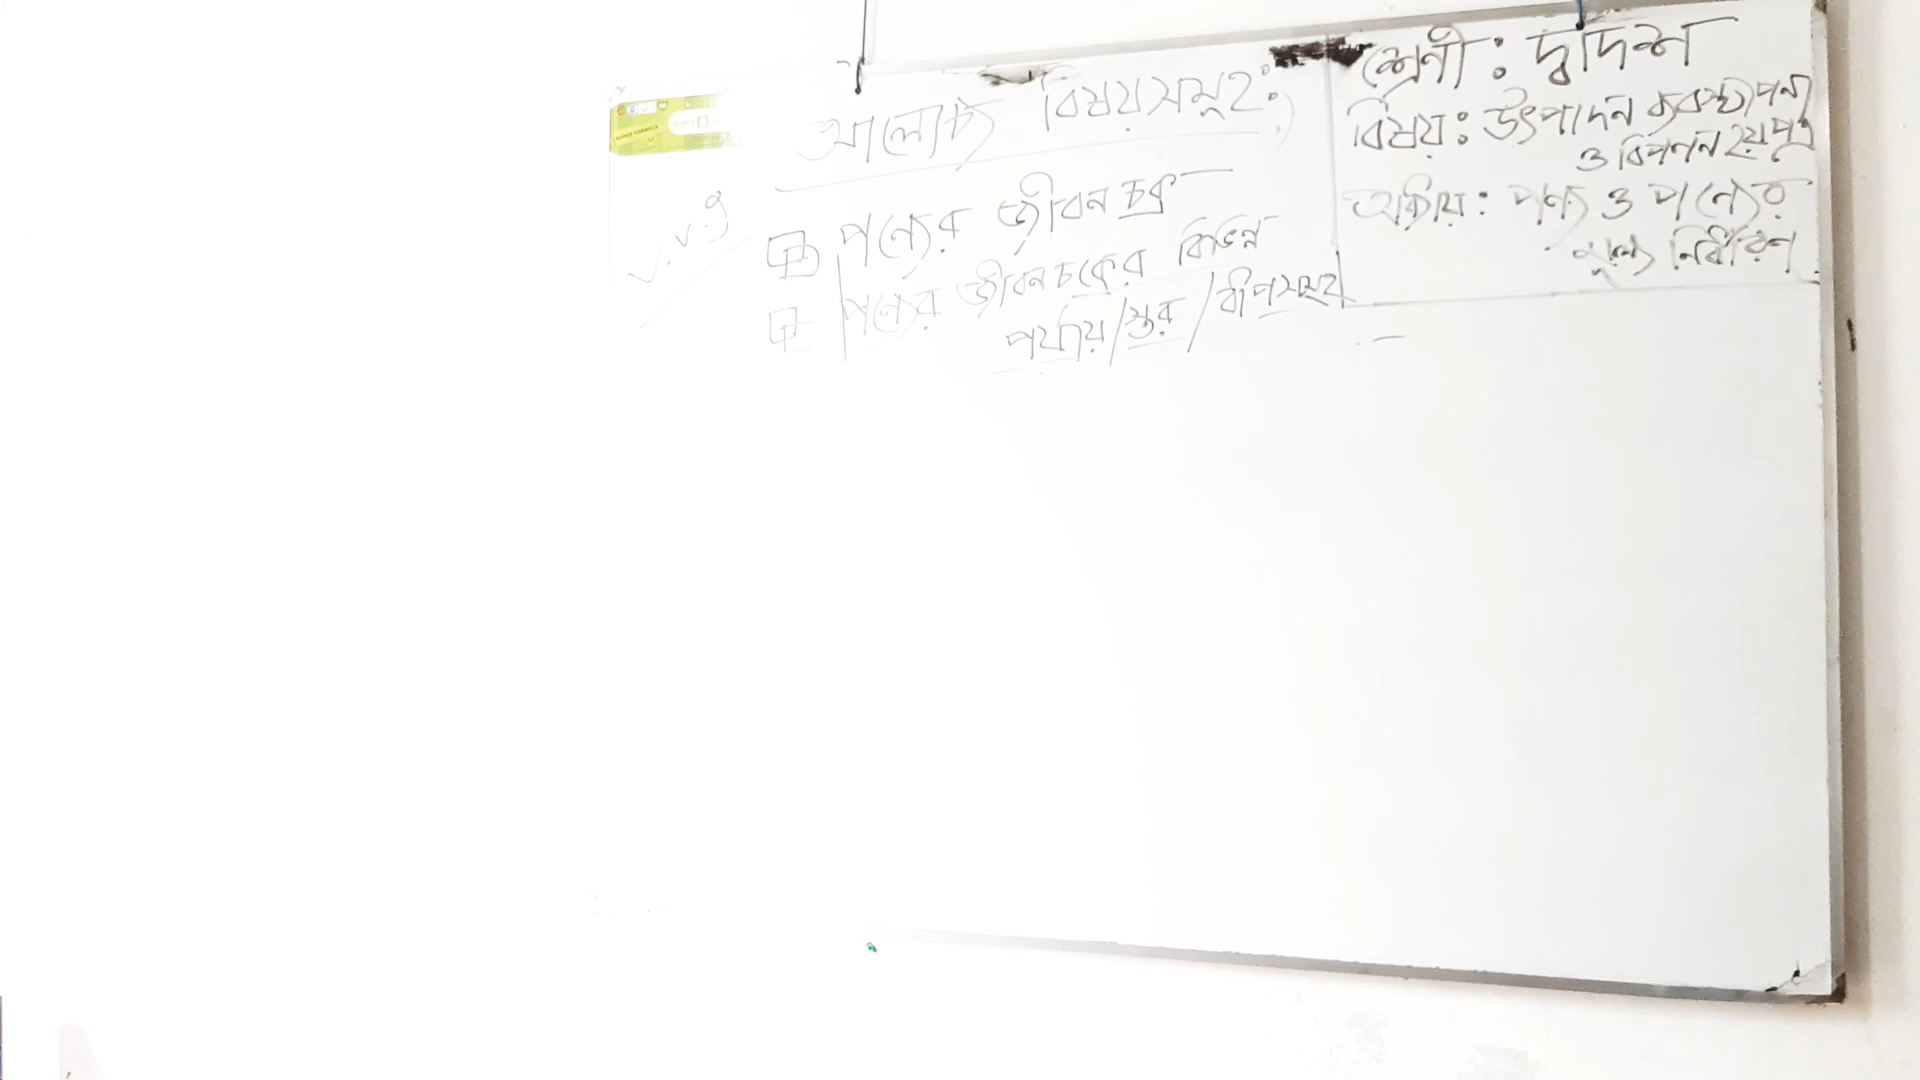 আলোচ্য বিষয়সমূহঃ
v.v.g
পণ্যের জীবন চক্র
পণ্যের জীবন চক্রের বিভিন্ন
পর্যায়/স্তর/ধাপসমূহ
শ্রেণী : দ্বাদশ
বিষয়ঃ উৎপাদন ব্যবস্থাপনা
ও বিপণন ২য় পত্র
অধ্যায়: পণ্য ও পণ্যের
মূল্য নির্ধারণ